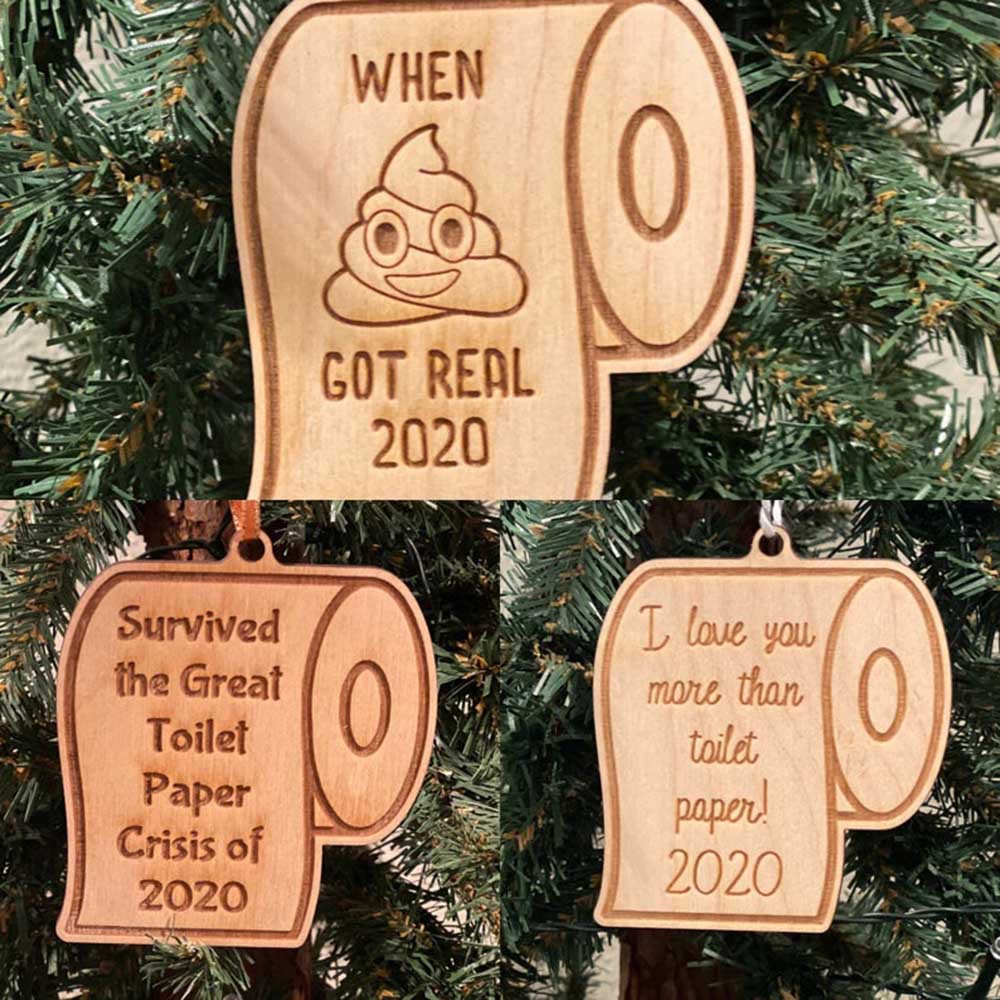 WHEN
GOT REAL
2020
Survived
the Great
Toilet
Paper
Crisis of
2020
I love you
more than
toilet
paper!
2020